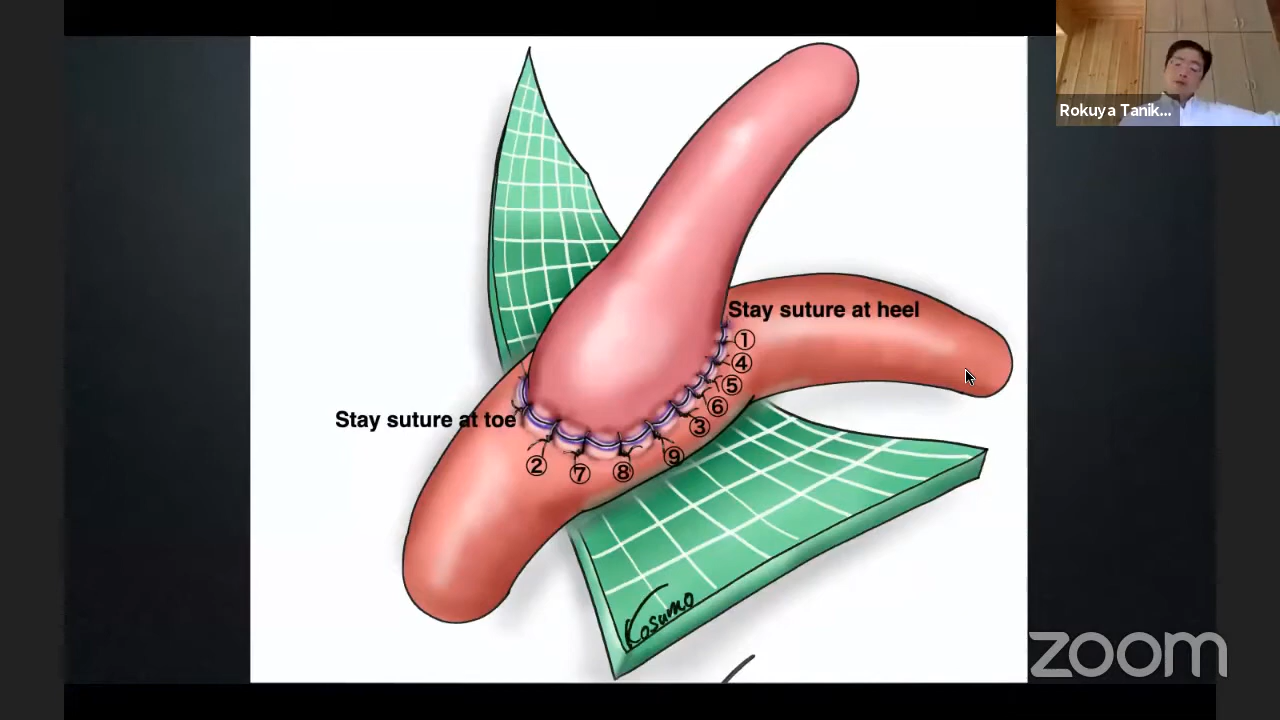 Rokuya Tanik...
Stay suture at heel
①
④
⑤
⑥
Stay suture at toe
③
⑨
②
⑦
⑧
Kosumo
zoom